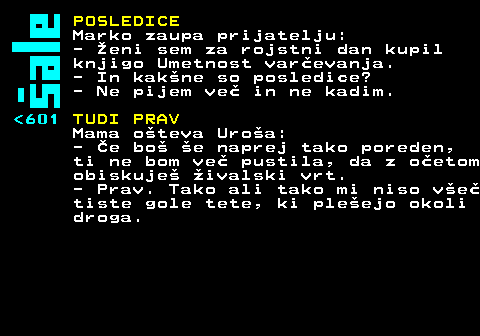 šale
POSLEDICE
Marko zaupa prijatelju:
- Ženi sem za rojstni dan kupil
knjigo Umetnost varčevanja.
- In kakšne so posledice?
- Ne pijem več in ne kadim.
<601 TUDI PRAV
Mama ošteva Uroša:
- Če boš še naprej tako poreden,
ti ne bom več pustila, da z očetom
obiskuješ živalski vrt.
- Prav. Tako ali tako mi niso všeč
tiste gole tete, ki plešejo okoli
droga.